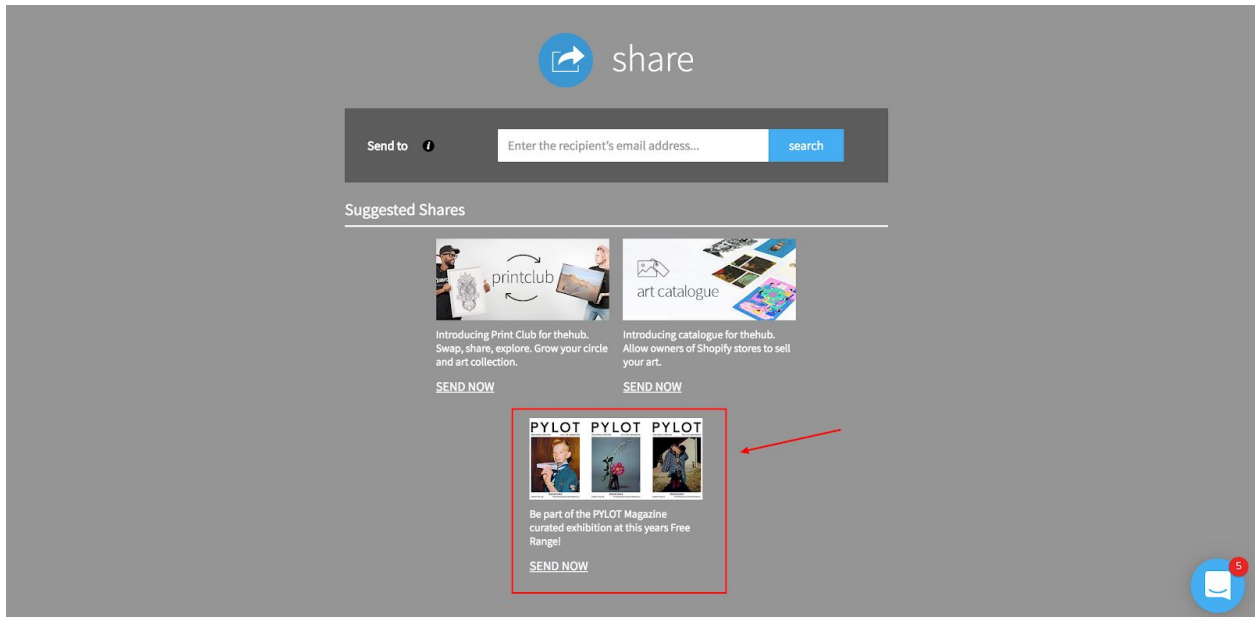 share
Send to i
Enter the recipient's email address...
search
Suggested Shares
printclub
Introducing Print Club for thehub.
Swap, share, explore. Grow your circle
and art collection.
SEND NOW
art catalogue
Introducing catalogue for thehub.
Allow owners of Shopify stores to sell
your art.
SEND NOW
PYLOT PYLOT PYLOT
Be part of the PYLOT Magazine
curated exhibition at this years Free
Range!
SEND NOW
5